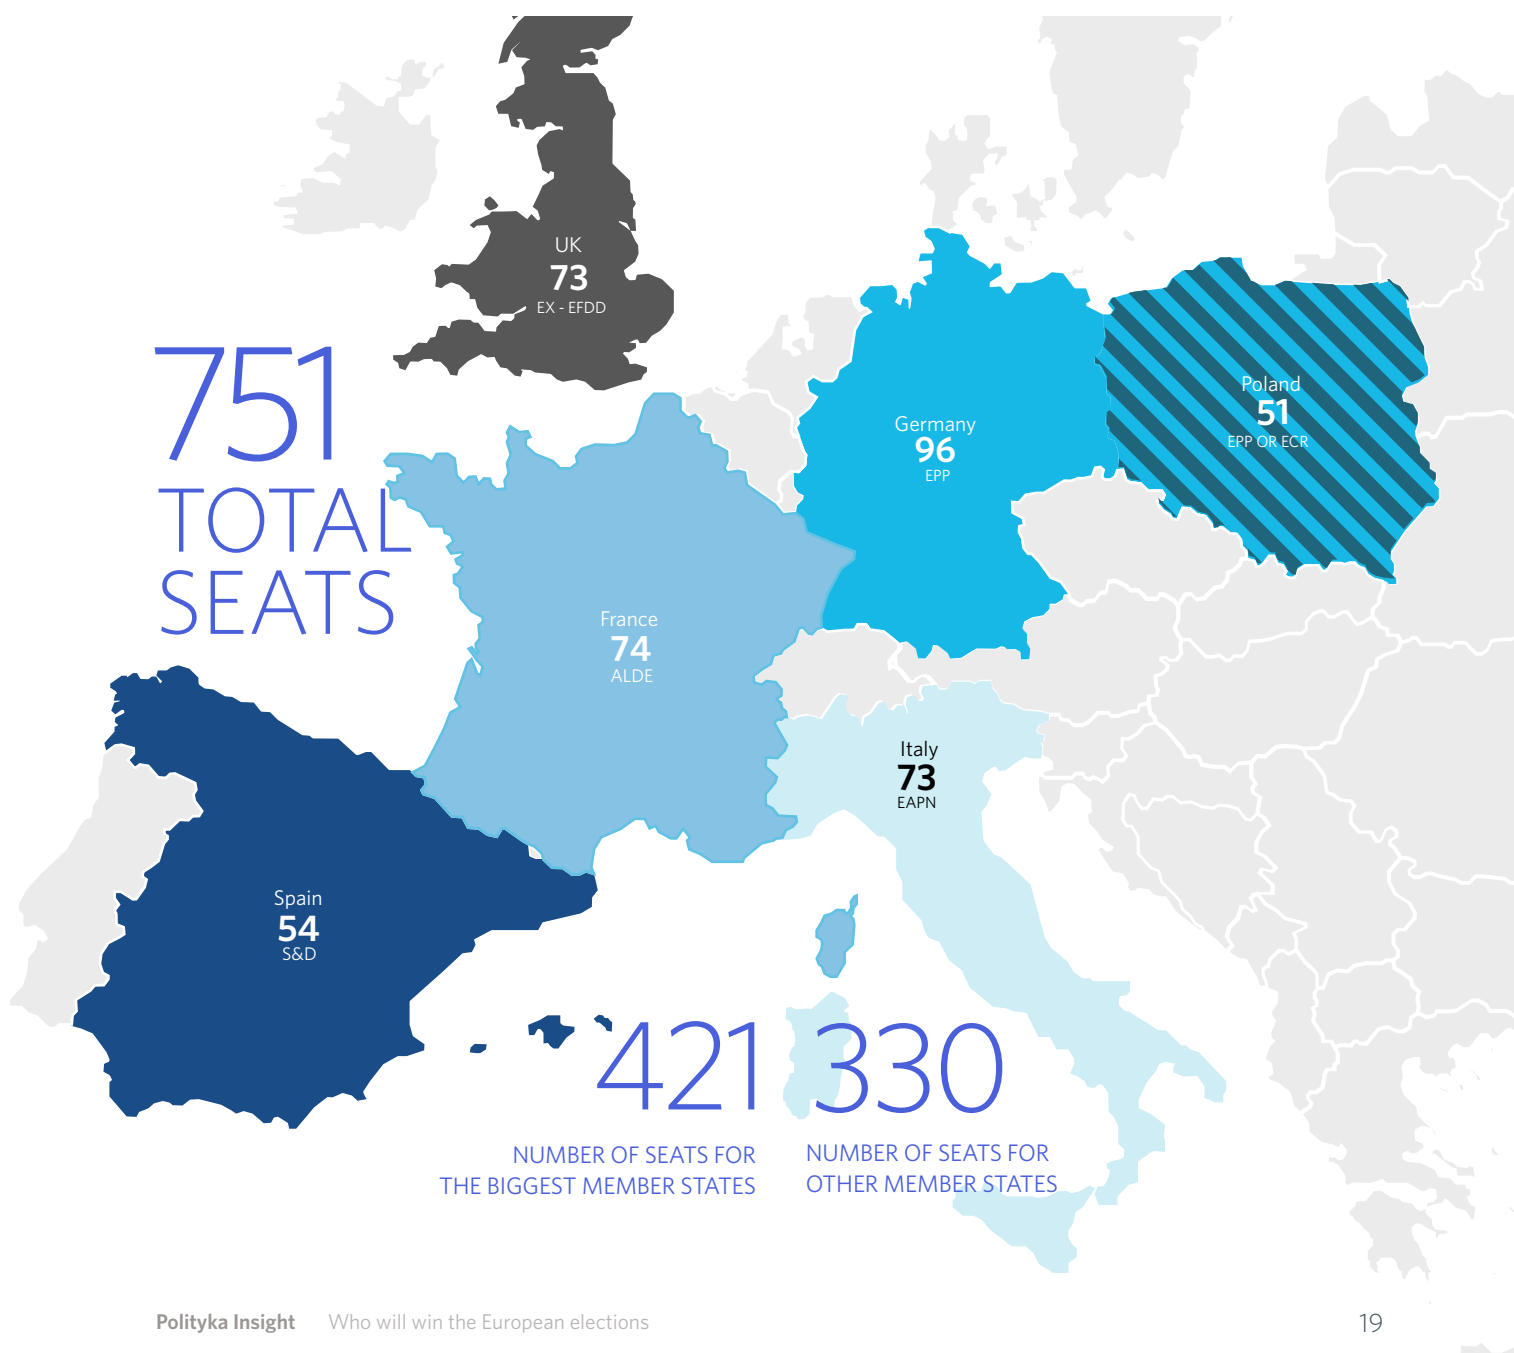 UK
73
EX - EFDD
751
TOTAL
SEATS
Germany
96
EPP
Poland
51
EPP OR ECR
France
74
ALDE
Italy
73
EAPN
Spain
54
S&D
421
NUMBER OF SEATS FOR
THE BIGGEST MEMBER STATES
330
NUMBER OF SEATS FOR
OTHER MEMBER STATES
Polityka Insight Who will win the European elections
19